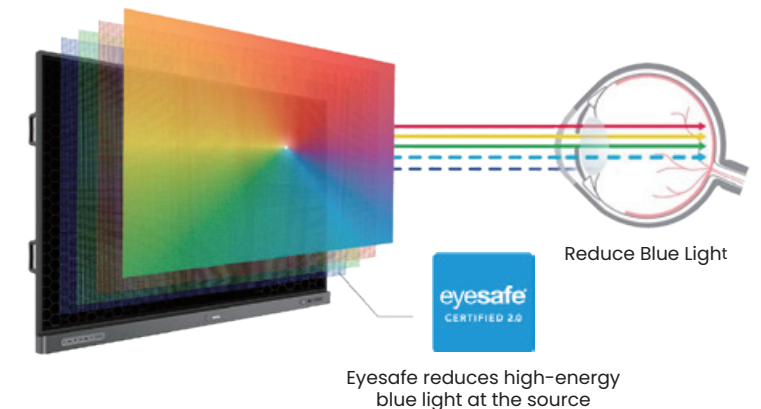 Reduce Blue Light
eyesafe®
CERTIFIED 2.0
Eyesafe reduces high-energy
blue light at the source